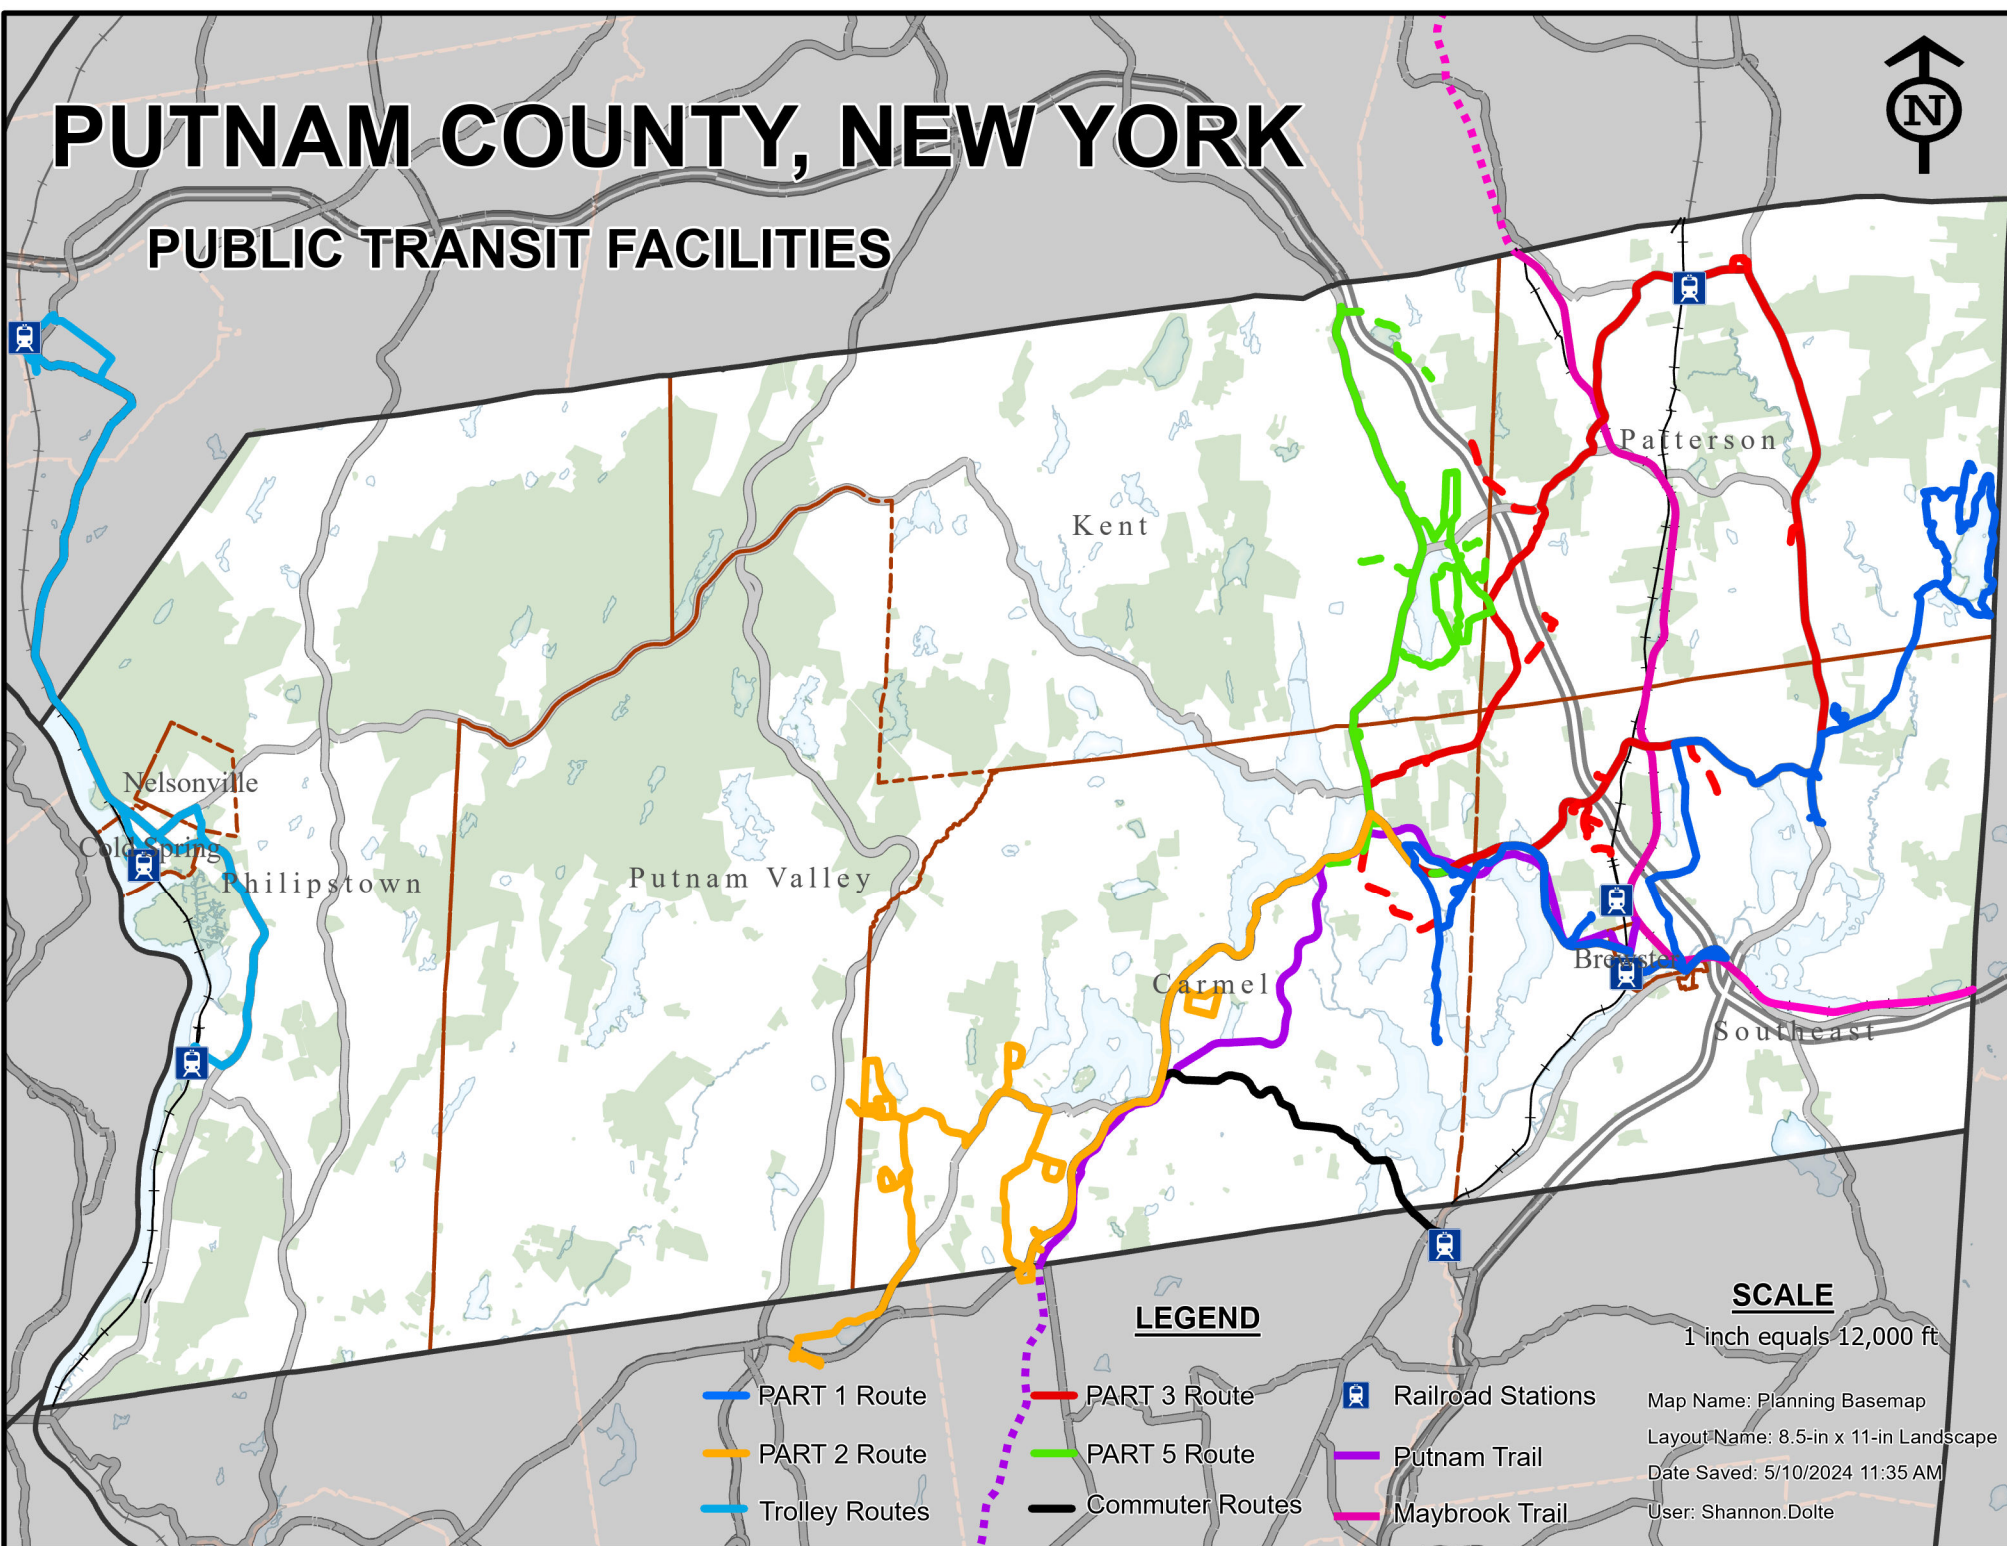 PUTNAM COUNTY, NEW YORK
N
PUBLIC TRANSIT FACILITIES
Patterson
Kent
Nelsonville
Cold Spring
Philipstown
Putnam Valley
Carmel
Brewster
Southeast
LEGEND
PART 1 Route
PART 2 Route
Trolley Routes
PART 3 Route
PART 5 Route
Commuter Routes
Railroad Stations
Putnam Trail
Maybrook Trail
SCALE
1 inch equals 12,000 ft
Map Name: Planning Basemap
Layout Name: 8.5-in x 11-in Landscape
Date Saved: 5/10/2024 11:35 AM
User: Shannon.Dolte